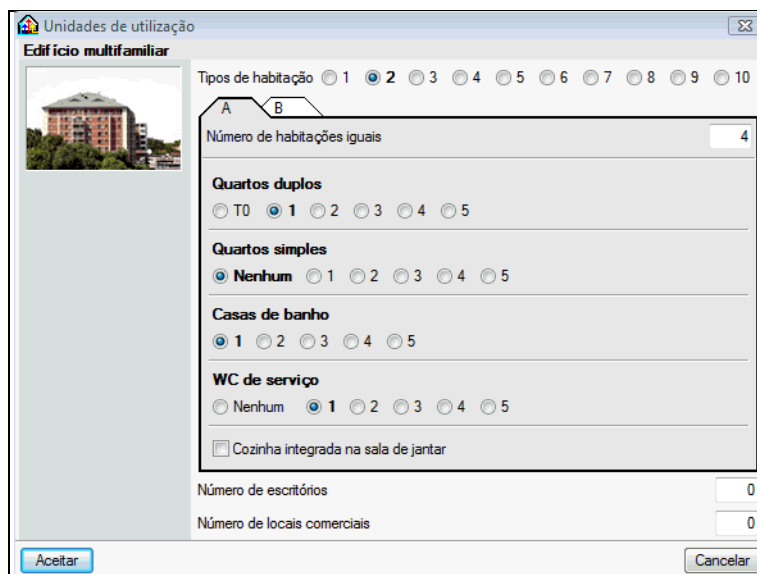 Unidades de utilização
Edifício multifamiliar
Tipos de habitação 1 2 3 4 5 6 7 8 9 10
A B
Número de habitações iguais 4
Quartos duplos
T0 1 2 3 4 5
Quartos simples
Nenhum 1 2 3 4 5
Casas de banho
1 2 3 4 5
WC de serviço
Nenhum 1 2 3 4 5
Cozinha integrada na sala de jantar
Número de escritórios 0
Número de locais comerciais 0
Aceitar Cancelar